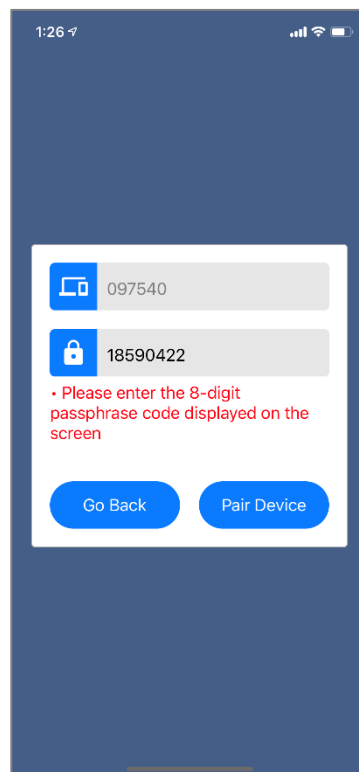 1:26
097540
18590422
• Please enter the 8-digit
passphrase code displayed on the
screen
Go Back
Pair Device